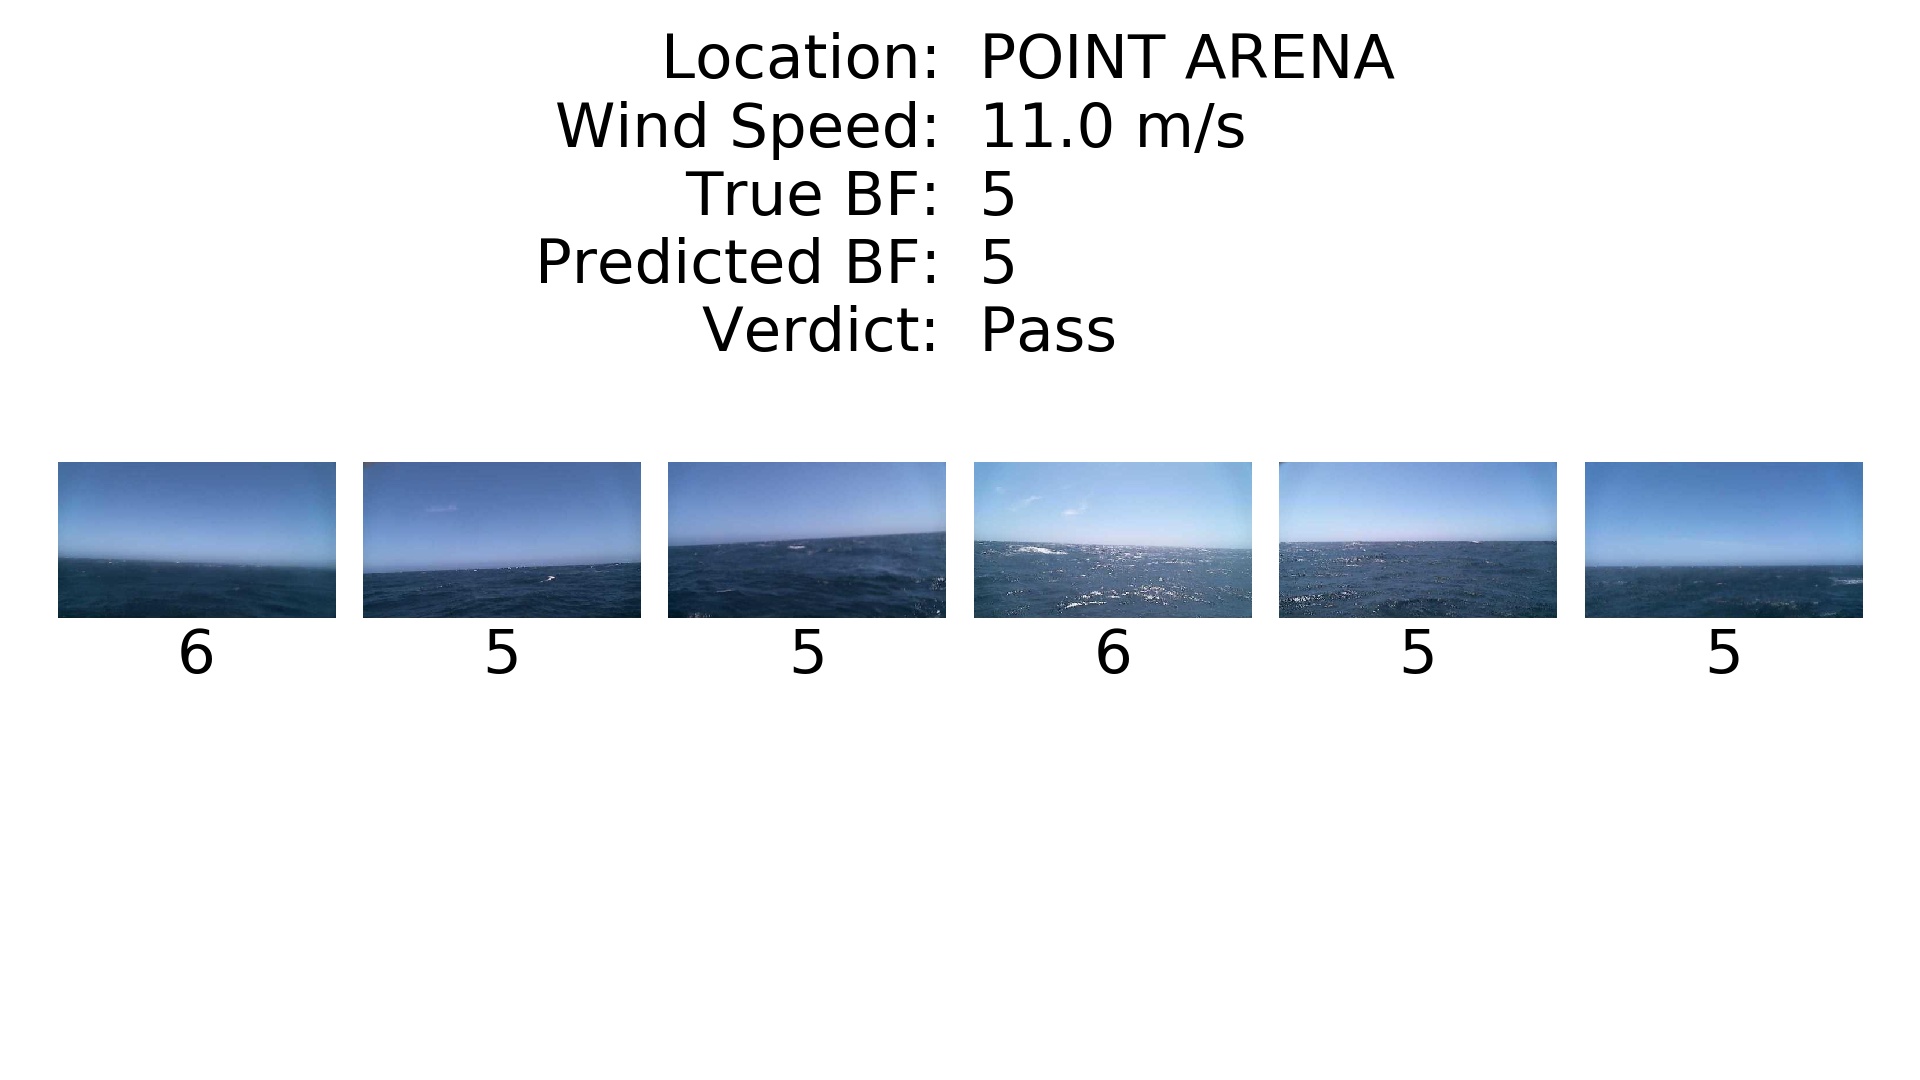 Location: POINT ARENA
Wind Speed: 11.0 m/s
True BF: 5
Predicted BF: 5
Verdict: Pass
6 5 5 6 5 5